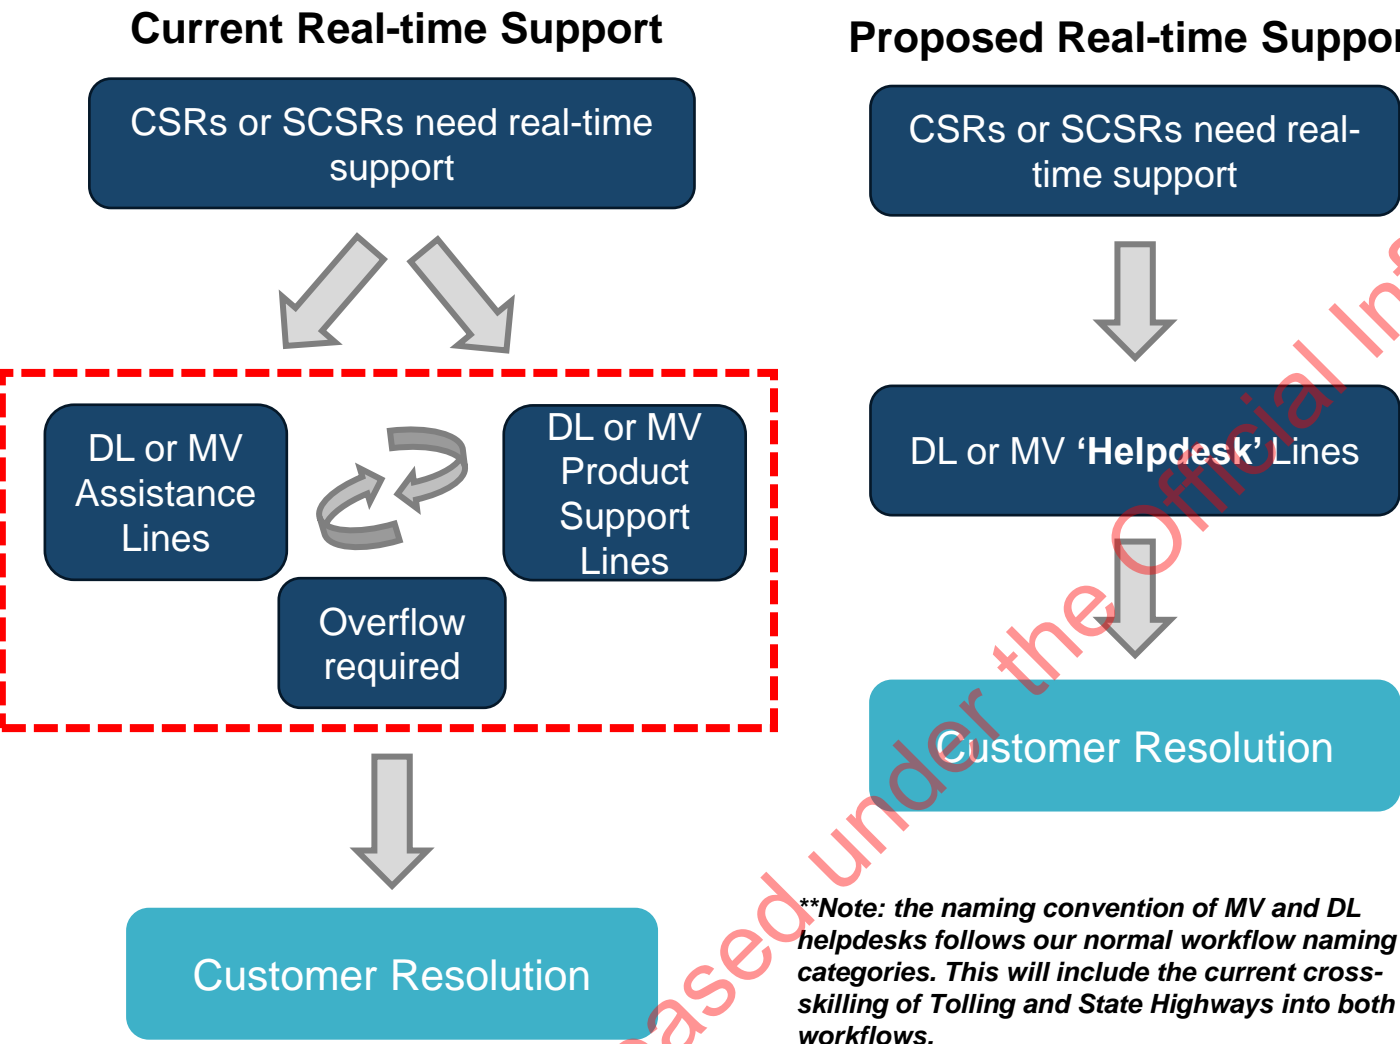 Current Real-time Support
CSRs or SCSRs need real-time
support
DL or MV
Assistance
Lines
DL or MV
Product
Support
Lines
Overflow
required
Customer Resolution
Proposed Real-time Suppor
CSRs or SCSRs need real-
time support
DL or MV ‘Helpdesk’ Lines
Customer Resolution
**Note: the naming convention of MV and DL
helpdesks follows our normal workflow naming
categories. This will include the current cross-
skilling of Tolling and State Highways into both
workflows.
ased under the Official Inf